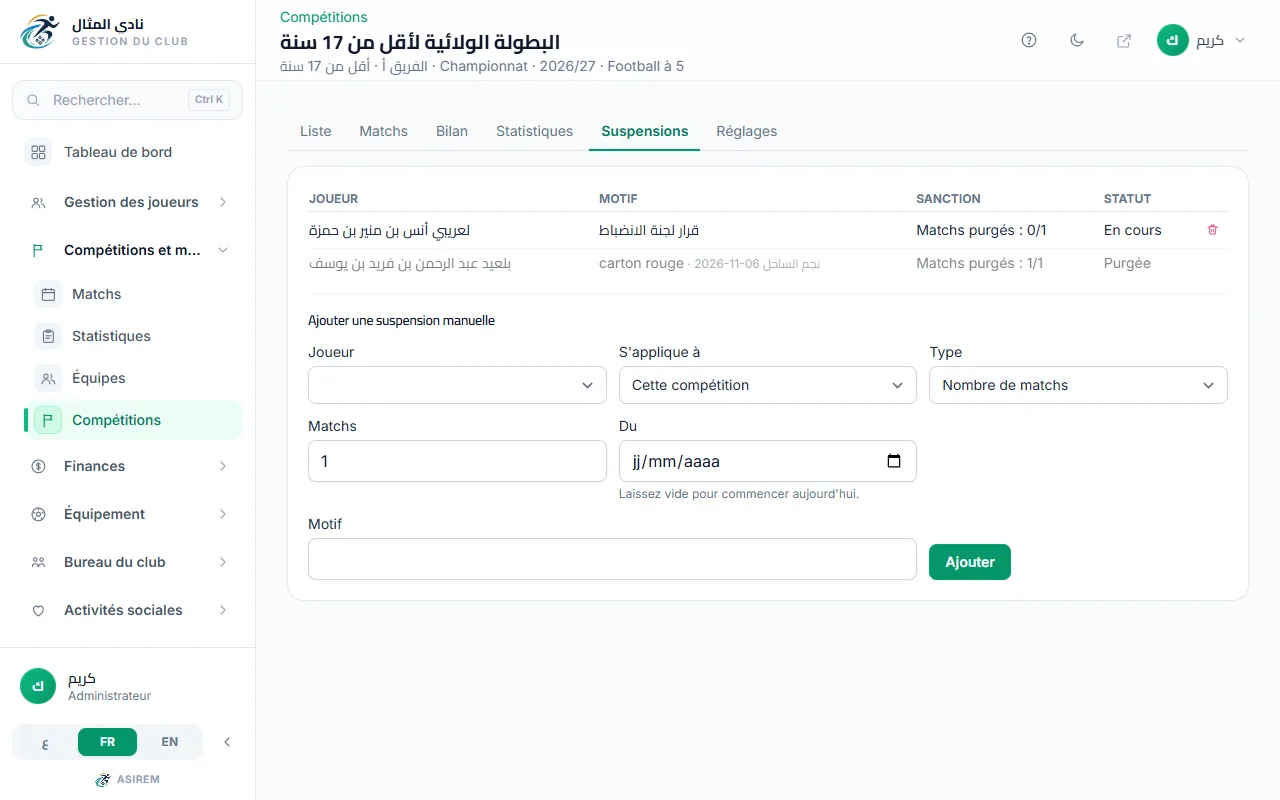 نادي المثال
GESTION DU CLUB
Rechercher...
Ctrl K
Tableau de bord
Gestion des joueurs
Compétitions et m...
Matchs
Statistiques
Équipes
Compétitions
Finances
Équipement
Bureau du club
Activités sociales
كريم
Administrateur
ع
FR
EN
ASIREM
Compétitions
البطولة الولائية لأقل من 17 سنة
الفريق أ · أقل من 17 سنة · Championnat · 2026/27 · Football à 5
ك
كريم
Liste
Matchs
Bilan
Statistiques
Suspensions
Réglages
JOUEUR MOTIF SANCTION STATUT
لعريبي أنس بن منير بن حمزة قرار لجنة الانضباط Matchs purgés : 0/1 En cours
بلعيد عبد الرحمن بن فريد بن يوسف carton rouge · 2026-11-06 نجم الساحل Matchs purgés : 1/1 Purgée
Ajouter une suspension manuelle
Joueur S'applique à Type
Cette compétition Nombre de matchs
Matchs Du
1 jj/mm/aaaa
Laissez vide pour commencer aujourd'hui.
Motif
Ajouter